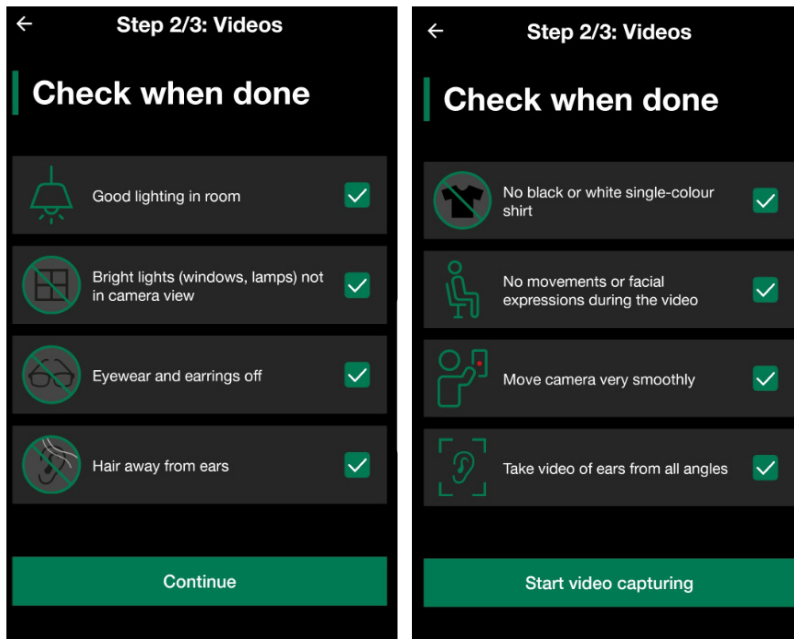 Step 2/3: Videos
Check when done
Good lighting in room
Bright lights (windows, lamps) not
in camera view
Eyewear and earrings off
Hair away from ears
Continue
Step 2/3: Videos
Check when done
No black or white single-colour
shirt
No movements or facial
expressions during the video
Move camera very smoothly
Take video of ears from all angles
Start video capturing